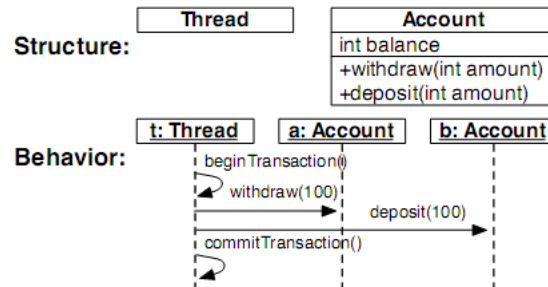 Thread
Account
Structure:
int balance
+withdraw(int amount)
+deposit(int amount)
t: Thread
a: Account
b: Account
Behavior:
beginTransaction()
withdraw(100)
deposit(100)
commitTransaction()